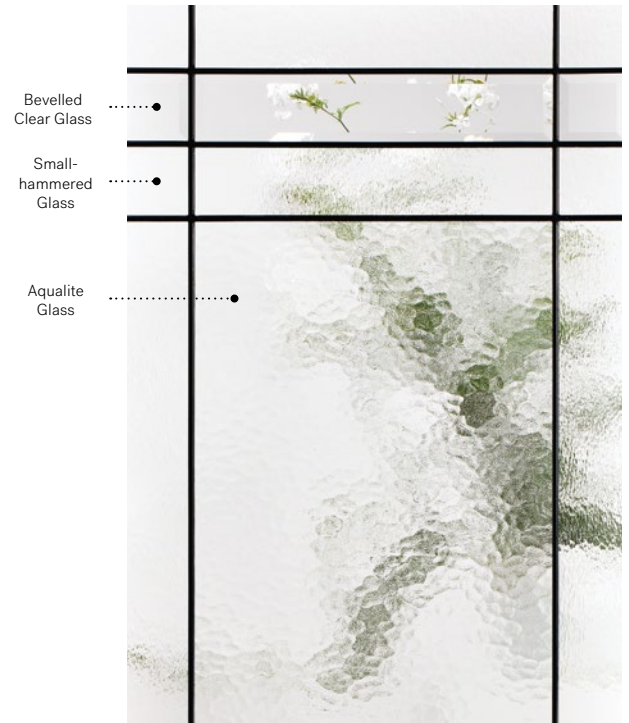 Bevelled
Clear Glass
Small-
hammered
Glass
Aqualite
Glass